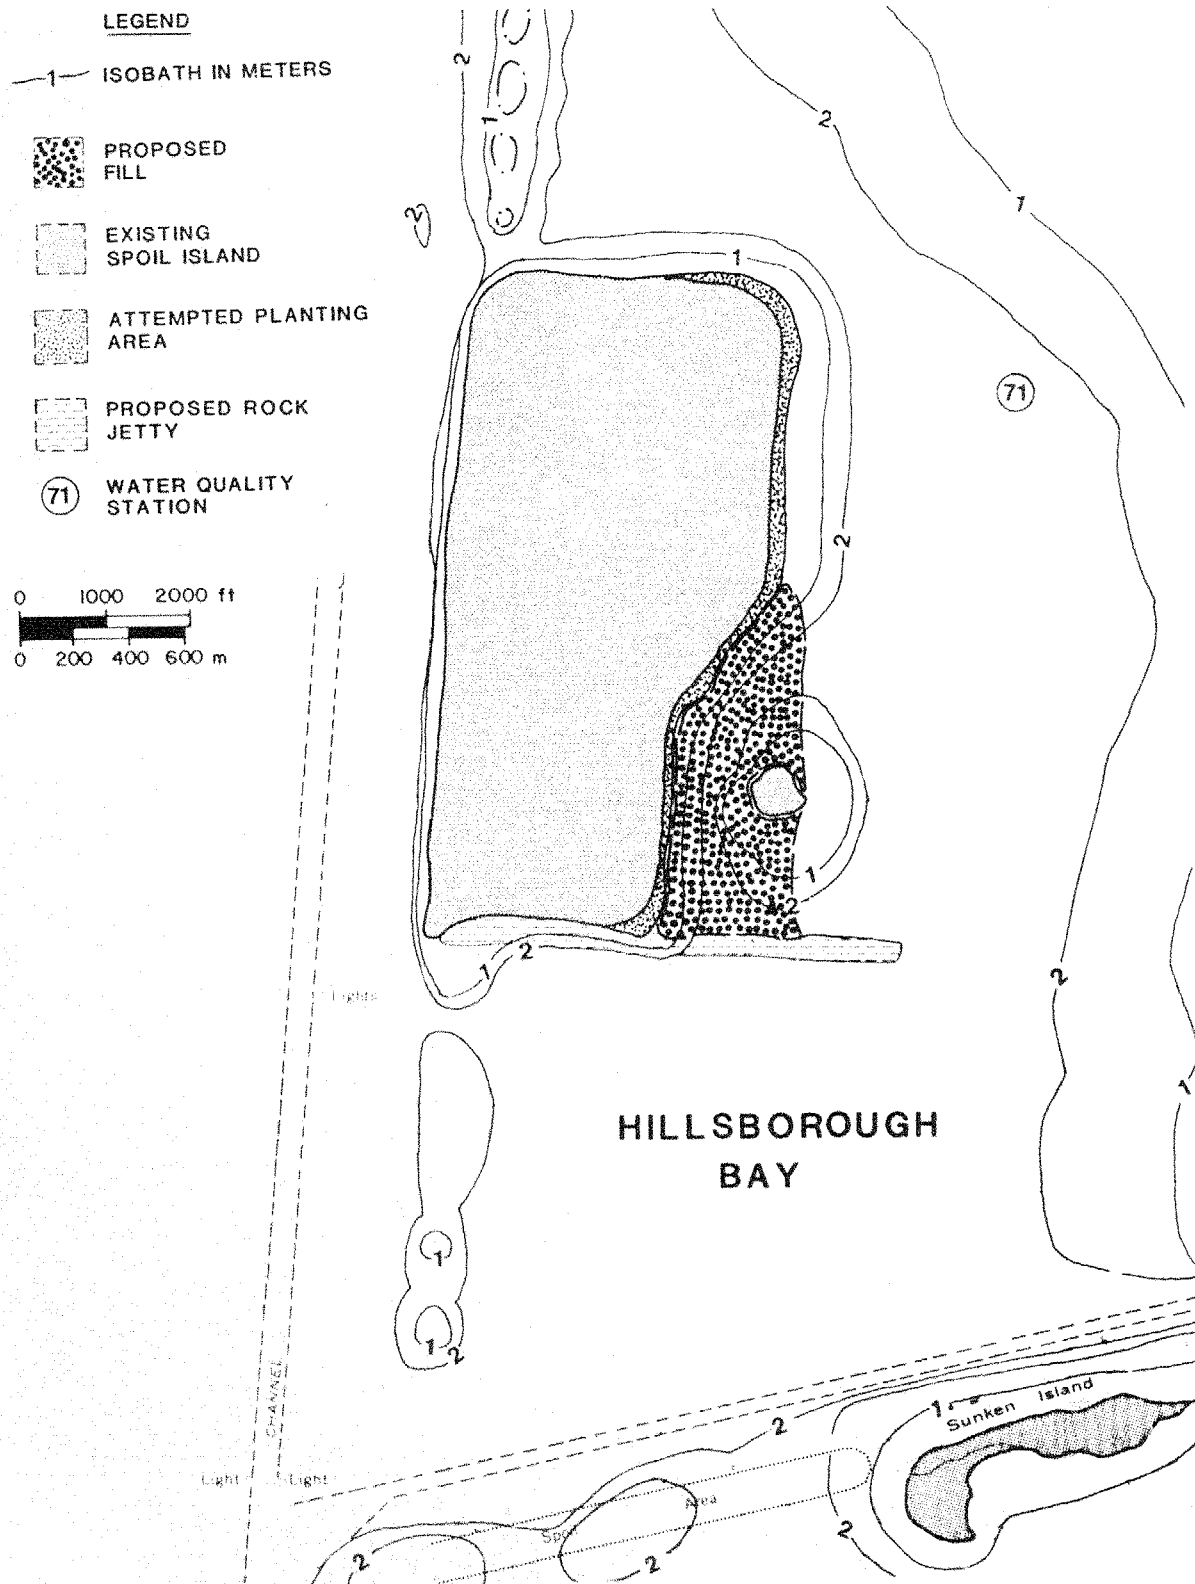 LEGEND
1 ISOBATH IN METERS
PROPOSED
FILL
EXISTING
SPOIL ISLAND
ATTEMPTED PLANTING
AREA
PROPOSED ROCK
JETTY
71 WATER QUALITY
STATION
0 1000 2000 ft
0 200 400 600 m
2
1
2
1
2
1
71
2
1
2
1
2
Lights
2
1
HILLSBOROUGH
BAY
1
1
2
CHANNEL
Light
Light
2
1
Sunken Island
Area
2
2
2